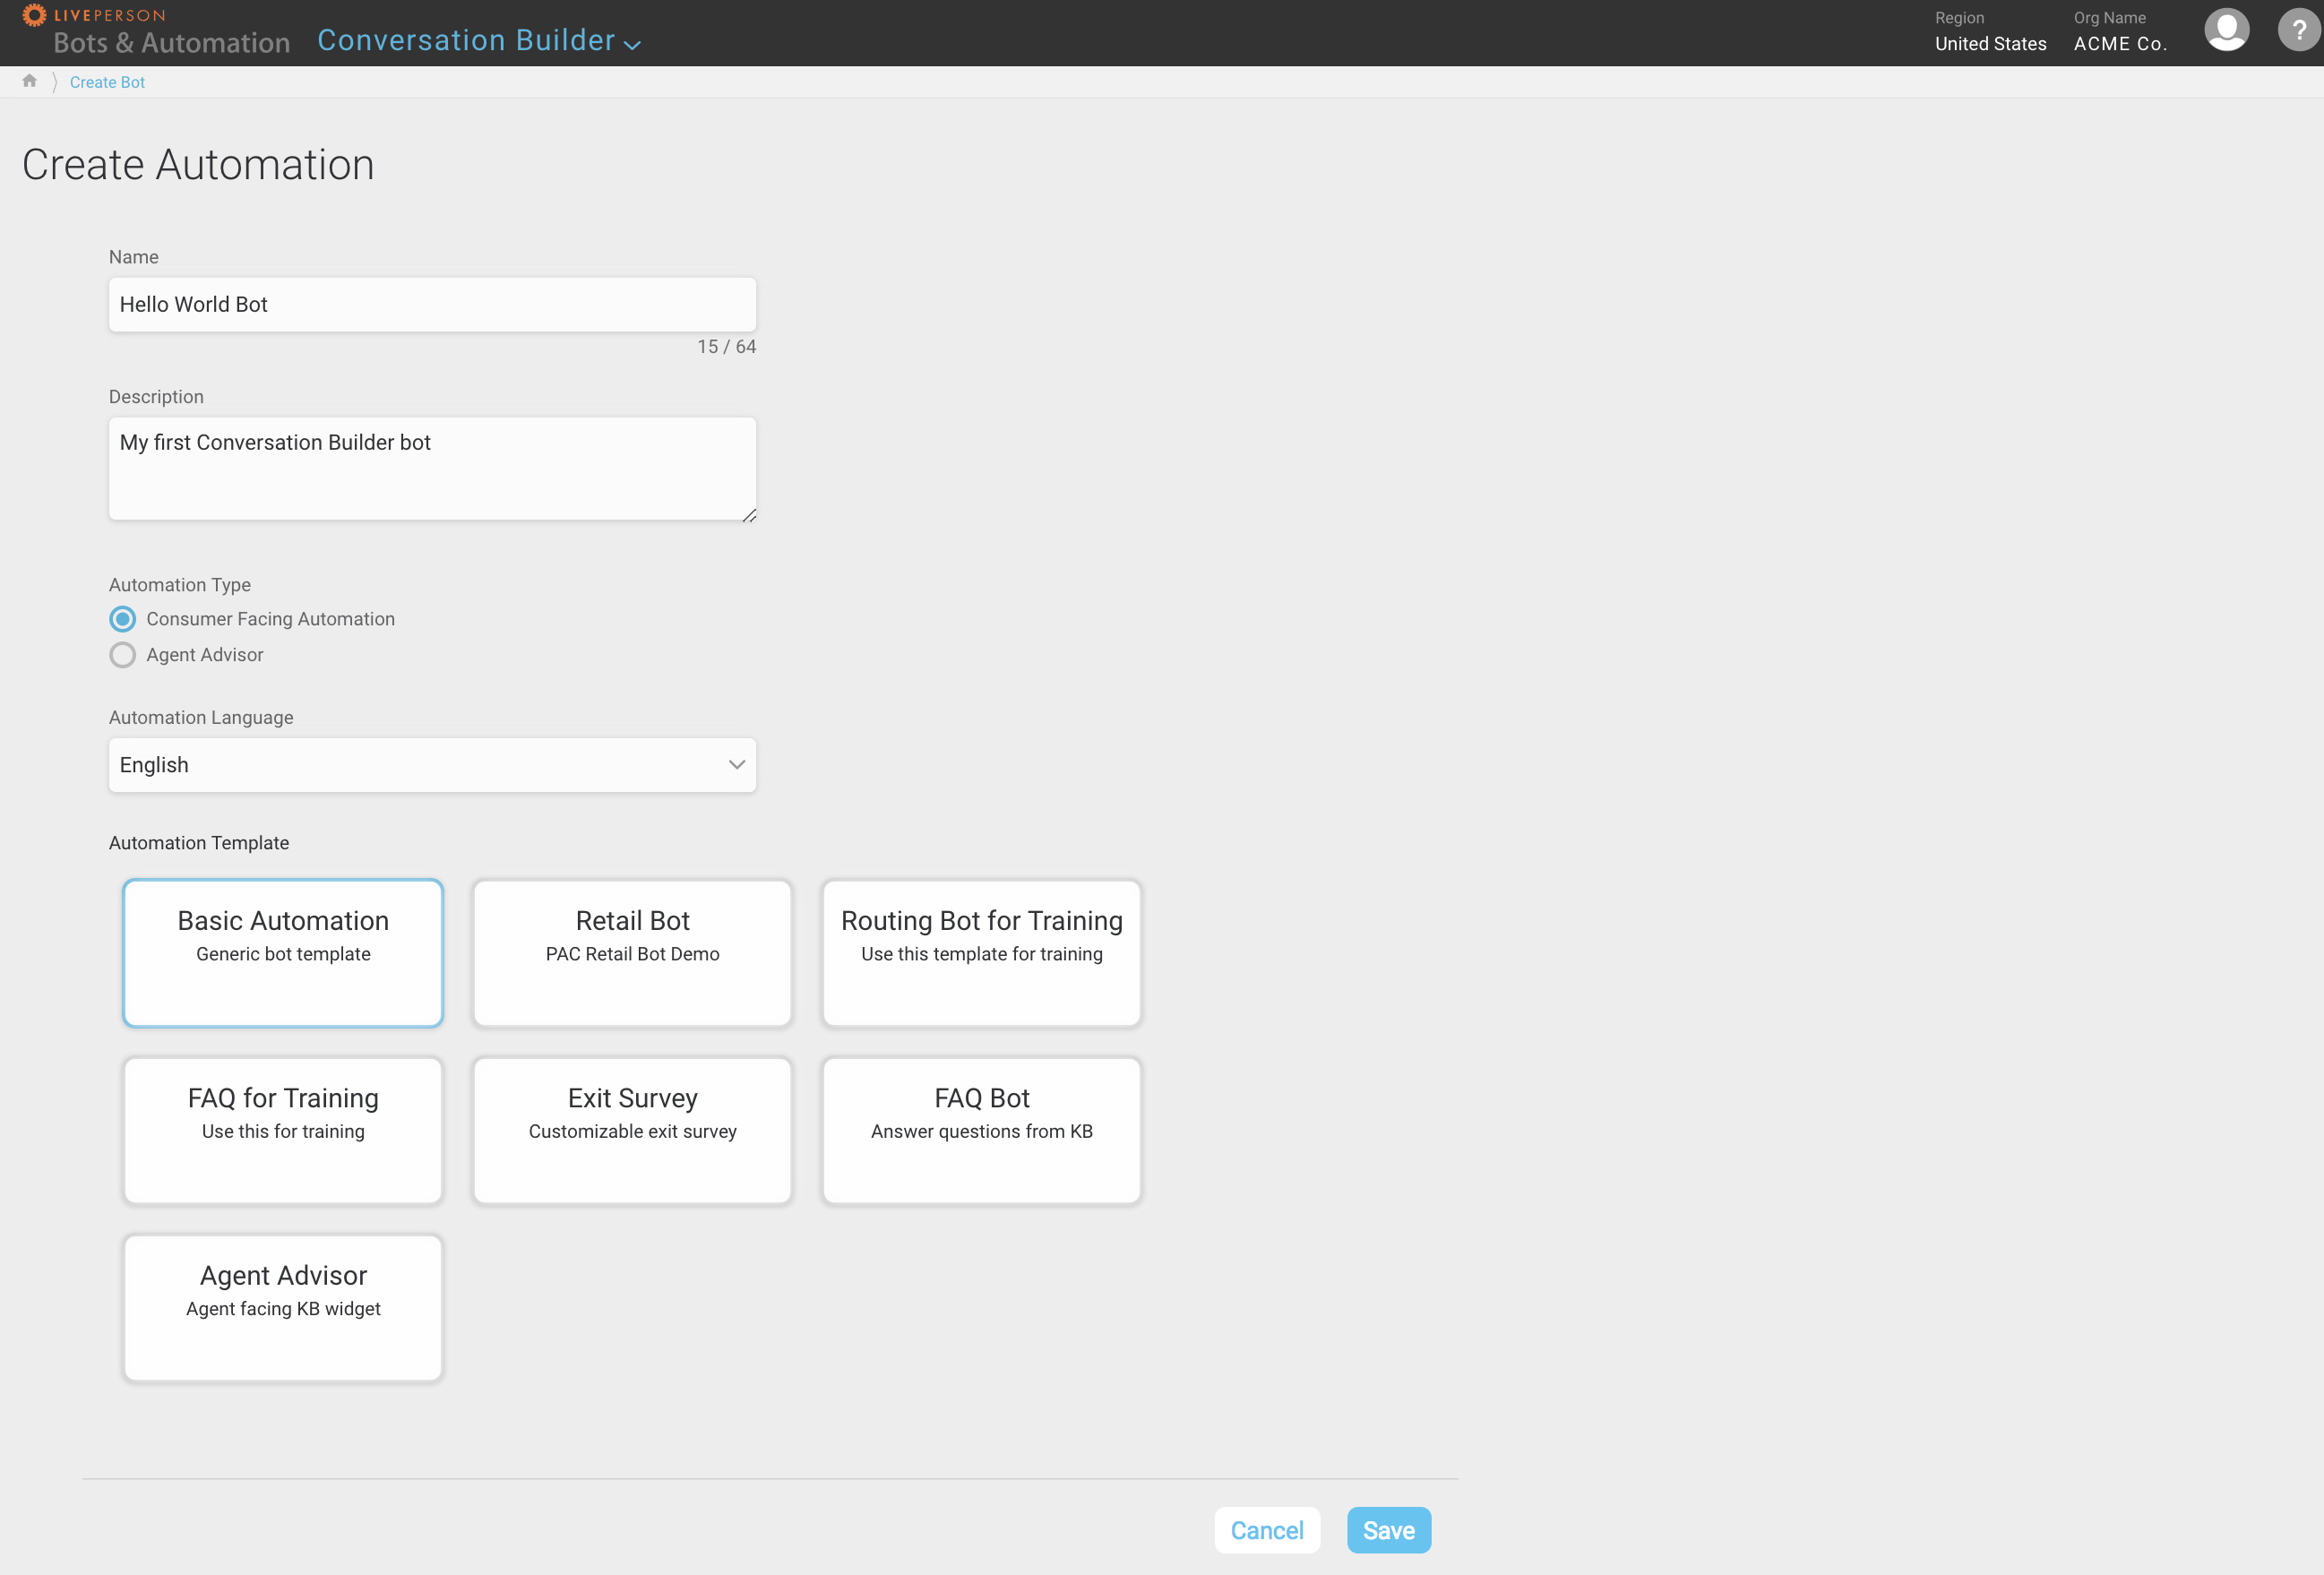 LIVEPERSON
Bots & Automation
Conversation Builder
Region
United States
Org Name
ACME Co.
?
Create Bot
Create Automation
Name
Hello World Bot
15 / 64
Description
My first Conversation Builder bot
Automation Type
Consumer Facing Automation
Agent Advisor
Automation Language
English
Automation Template
Basic Automation
Generic bot template
Retail Bot
PAC Retail Bot Demo
Routing Bot for Training
Use this template for training
FAQ for Training
Use this for training
Exit Survey
Customizable exit survey
FAQ Bot
Answer questions from KB
Agent Advisor
Agent facing KB widget
Cancel
Save